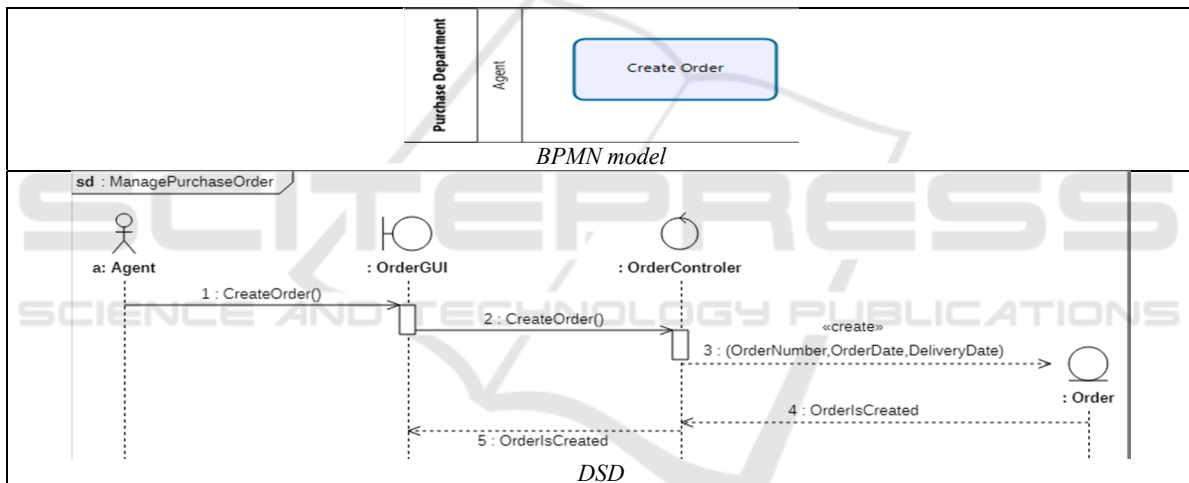 Purchase Department
Agent
Create Order
BPMN model
sd : ManagePurchaseOrder
a: Agent
: OrderGUI
: OrderControler
1 : CreateOrder()
2 : CreateOrder()
«create»
3 : (OrderNumber,OrderDate,DeliveryDate)
: Order
4 : OrderIsCreated
5 : OrderIsCreated
DSD
SCITEPRESS
SCIENCE AND TECHNOLOGY PUBLICATIONS